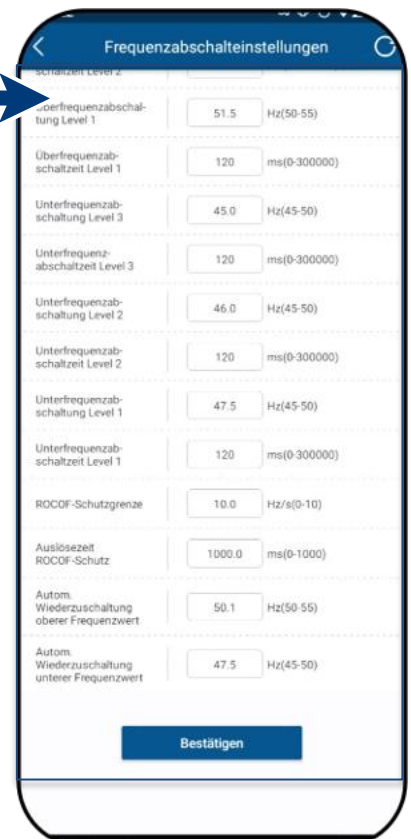 Frequenzabschalteinstellungen
schaltzeit Level 2
Überfrequenzabschal-
tung Level 1
51.5 Hz(50-55)
Überfrequenzab-
schaltzeit Level 1
120 ms(0-300000)
Unterfrequenzab-
schaltung Level 3
45.0 Hz(45-50)
Unterfrequenz-
abschaltzeit Level 3
120 ms(0-300000)
Unterfrequenzab-
schaltung Level 2
46.0 Hz(45-50)
Unterfrequenzab-
schaltzeit Level 2
120 ms(0-300000)
Unterfrequenzab-
schaltung Level 1
47.5 Hz(45-50)
Unterfrequenzab-
schaltzeit Level 1
120 ms(0-300000)
ROCOF-Schutzgrenze 10.0 Hz/s(0-10)
Auslösezeit
ROCOF-Schutz
1000.0 ms(0-1000)
Autom.
Wiederzuschaltung
oberer Frequenzwert
50.1 Hz(50-55)
Autom.
Wiederzuschaltung
unterer Frequenzwert
47.5 Hz(45-50)
Bestätigen